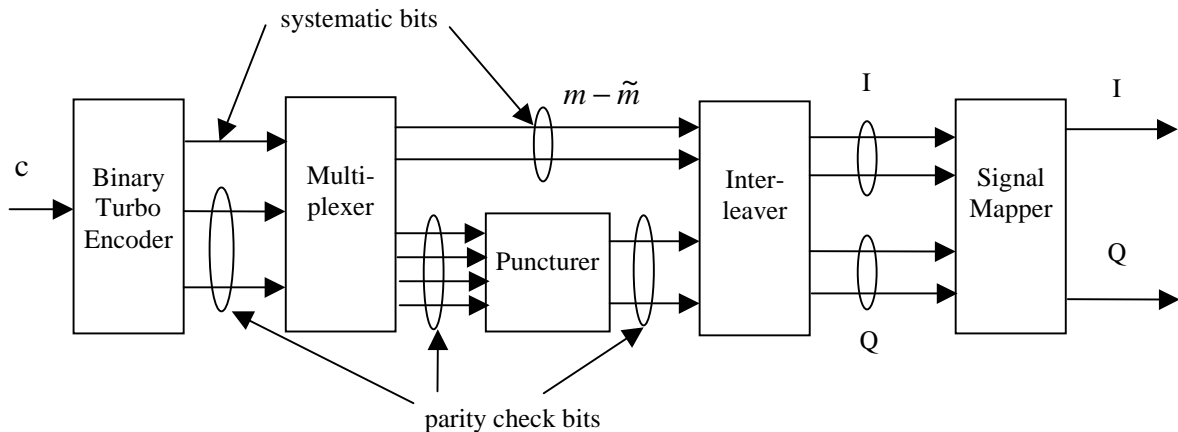 systematic bits
m − m̃
I
I
c
Binary
Turbo
Encoder
Multi-
plexer
Puncturer
Inter-
leaver
Signal
Mapper
Q
Q
parity check bits